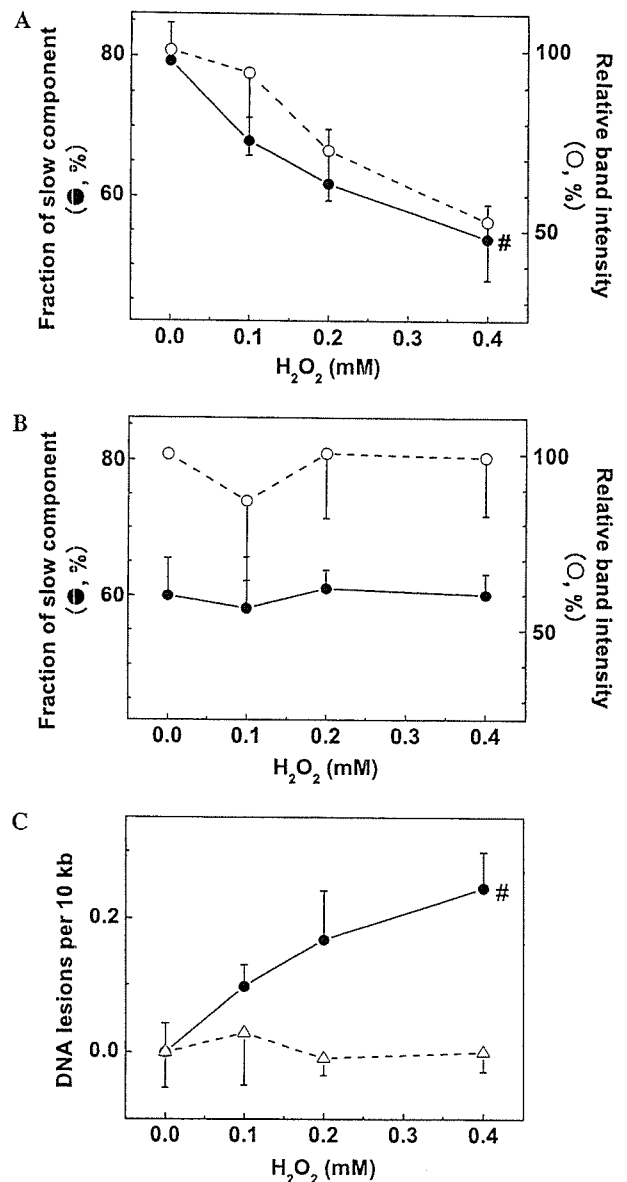 A
Fraction of slow component
(●, %)
80
60
100
50
Relative band intensity
(○, %)
#
0.0 0.1 0.2 0.3 0.4
H₂O₂ (mM)
B
Fraction of slow component
(●, %)
80
60
100
50
Relative band intensity
(○, %)
0.0 0.1 0.2 0.3 0.4
H₂O₂ (mM)
C
DNA lesions per 10 kb
0.2
0.0
#
0.0 0.1 0.2 0.3 0.4
H₂O₂ (mM)